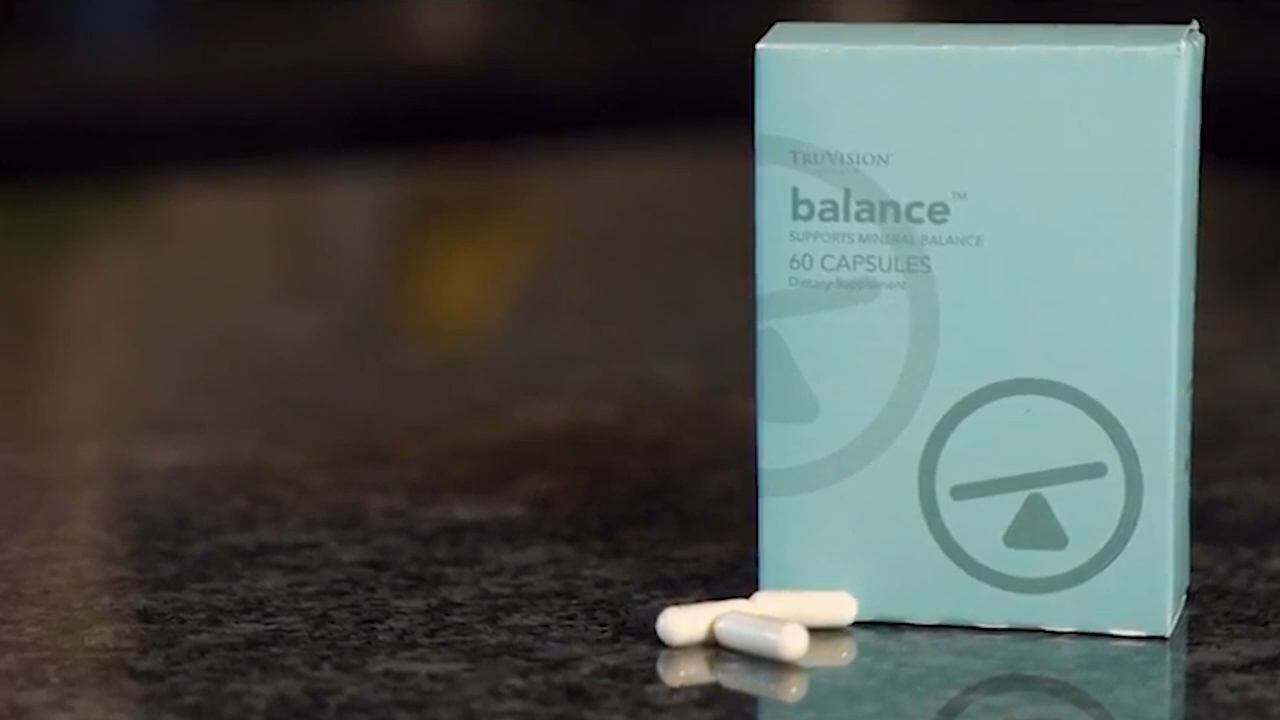 TRUVISION
balance™
SUPPORTS MINERAL BALANCE
60 CAPSULES
Dietary Supplement